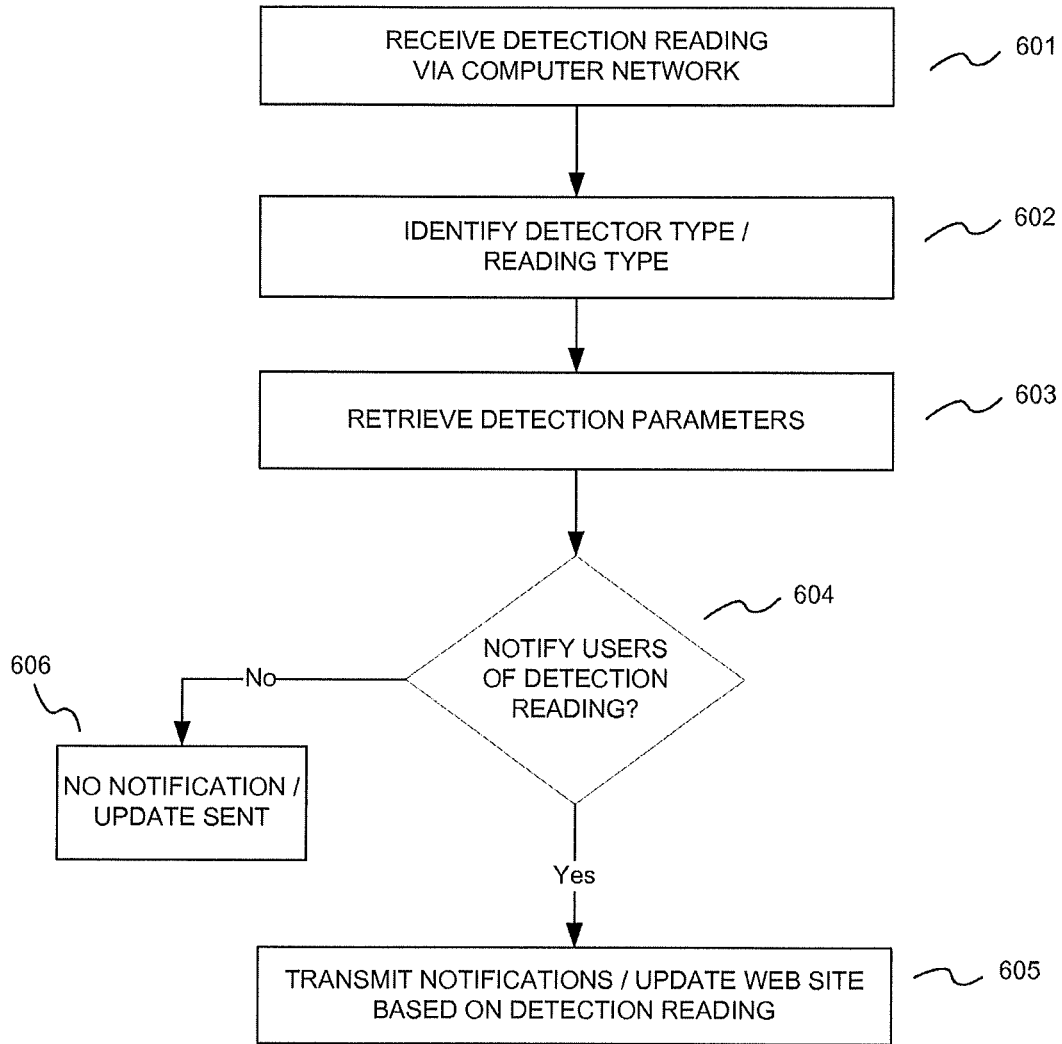 RECEIVE DETECTION READING
VIA COMPUTER NETWORK
601
IDENTIFY DETECTOR TYPE /
READING TYPE
602
RETRIEVE DETECTION PARAMETERS
603
604
NOTIFY USERS
OF DETECTION
READING?
606
No
NO NOTIFICATION /
UPDATE SENT
Yes
TRANSMIT NOTIFICATIONS / UPDATE WEB SITE
BASED ON DETECTION READING
605